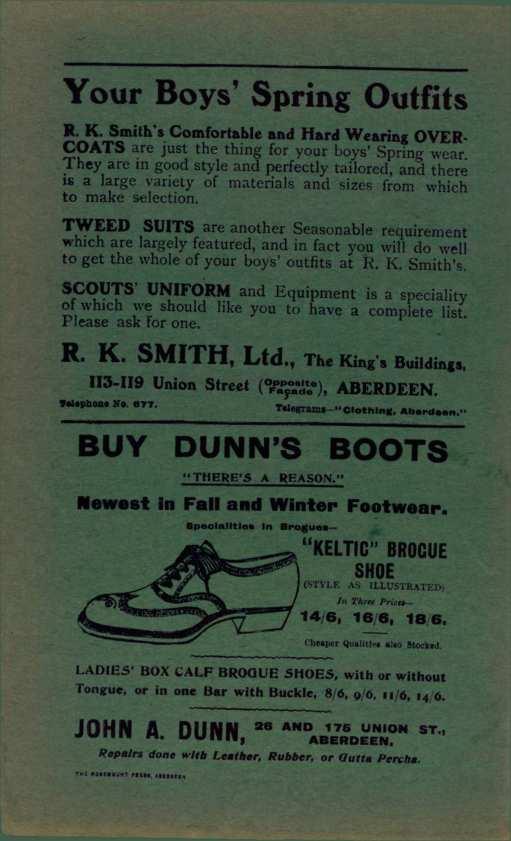 Your Boys' Spring Outfits
R. K. Smith's Comfortable and Hard Wearing OVER-
COATS are just the thing for your boys' Spring wear.
They are in good style and perfectly tailored, and there
is a large variety of materials and sizes from which
to make selection.
TWEED SUITS are another Seasonable requirement
which are largely featured, and in fact you will do well
to get the whole of your boys' outfits at R. K. Smith's.
SCOUTS' UNIFORM and Equipment is a speciality
of which we should like you to have a complete list.
Please ask for one.
R. K. SMITH, Ltd., The King's Buildings,
113-119 Union Street (Opposite Façade), ABERDEEN.
Telephone No. 677.
Telegrams—"Clothing, Aberdeen."
BUY DUNN'S BOOTS
"THERE'S A REASON."
Newest in Fall and Winter Footwear.
Specialities in Brogues—
"KELTIC" BROGUE
SHOE
(STYLE AS ILLUSTRATED)
In Three Prices—
14/6, 16/6, 18/6.
Cheaper Qualities also Stocked.
LADIES' BOX CALF BROGUE SHOES, with or without
Tongue, or in one Bar with Buckle, 8/6, 9/6, 11/6, 14/6.
JOHN A. DUNN, 26 AND 175 UNION ST.,
ABERDEEN.
Repairs done with Leather, Rubber, or Gutta Percha.
THE ROSEMOUNT PRESS, ABERDEEN